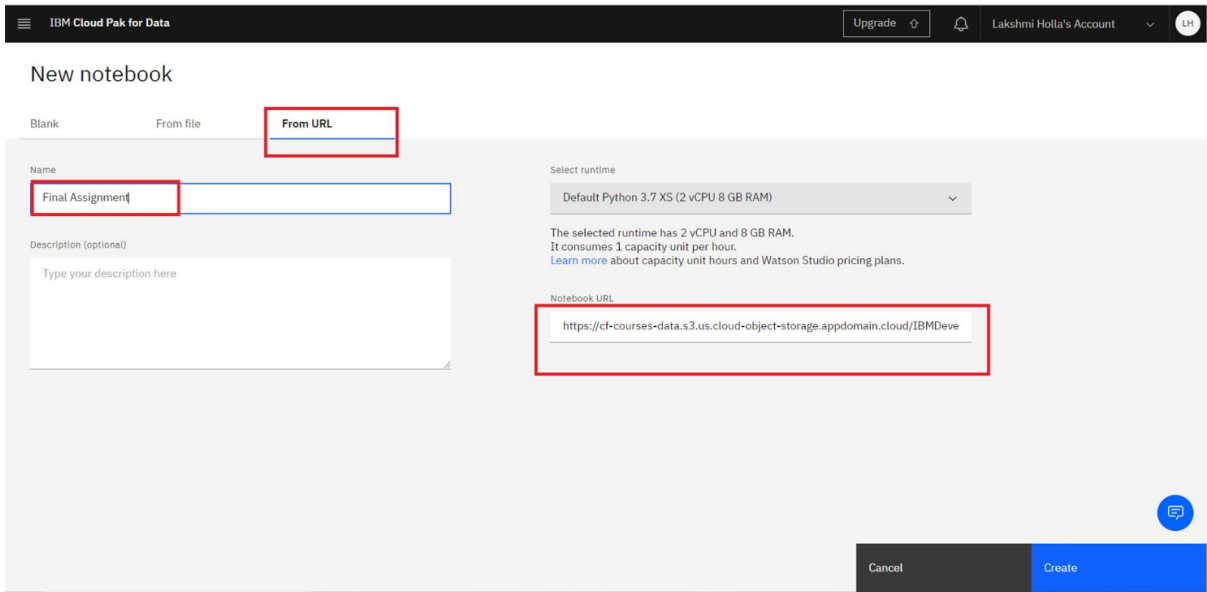 IBM Cloud Pak for Data
Upgrade
Lakshmi Holla's Account
LH
New notebook
Blank
From file
From URL
Name
Final Assignment
Description (optional)
Type your description here
Select runtime
Default Python 3.7 XS (2 vCPU 8 GB RAM)
The selected runtime has 2 vCPU and 8 GB RAM.
It consumes 1 capacity unit per hour.
Learn more about capacity unit hours and Watson Studio pricing plans.
Notebook URL
https://cf-courses-data.s3.us.cloud-object-storage.appdomain.cloud/IBMDeve
Cancel
Create